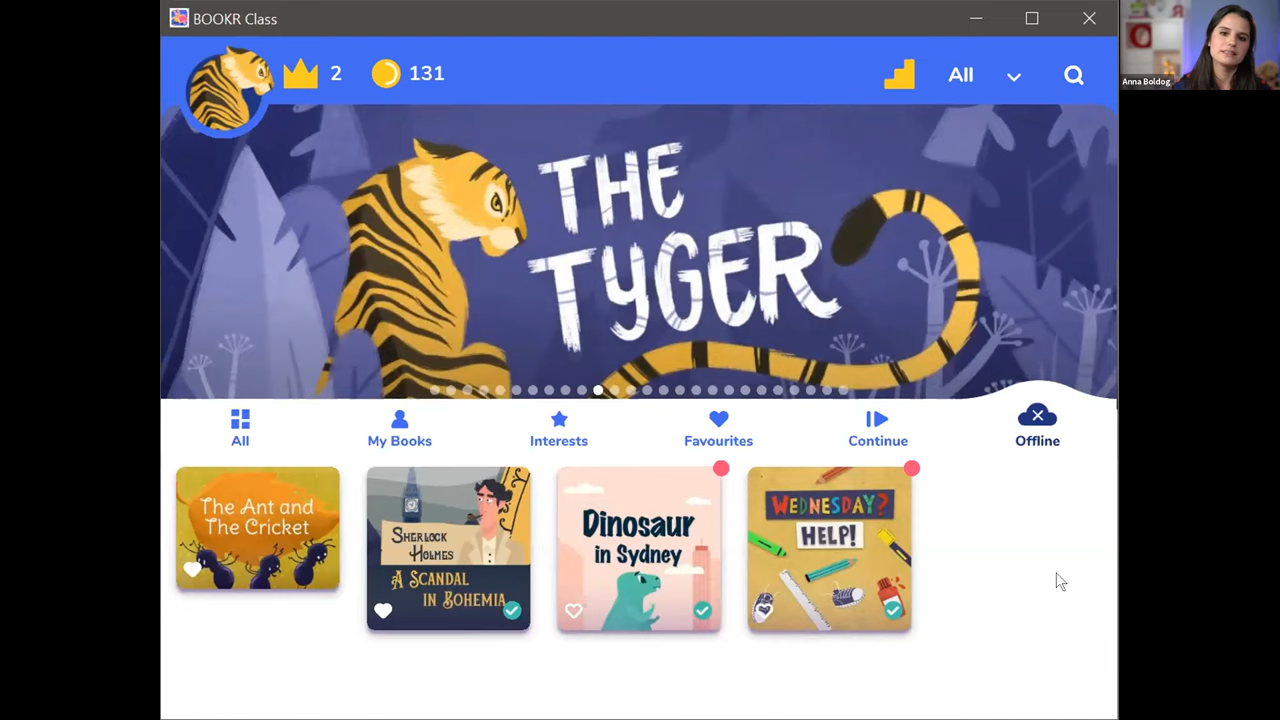 BOOKR Class
2
131
All
Anna Boldog
THE
TYGER
All
My Books
Interests
Favourites
Continue
Offline
The Ant and
The Cricket
SHERLOCK
HOLMES
A SCANDAL
IN BOHEMIA
Dinosaur
in Sydney
WEDNESDAY?
HELP!